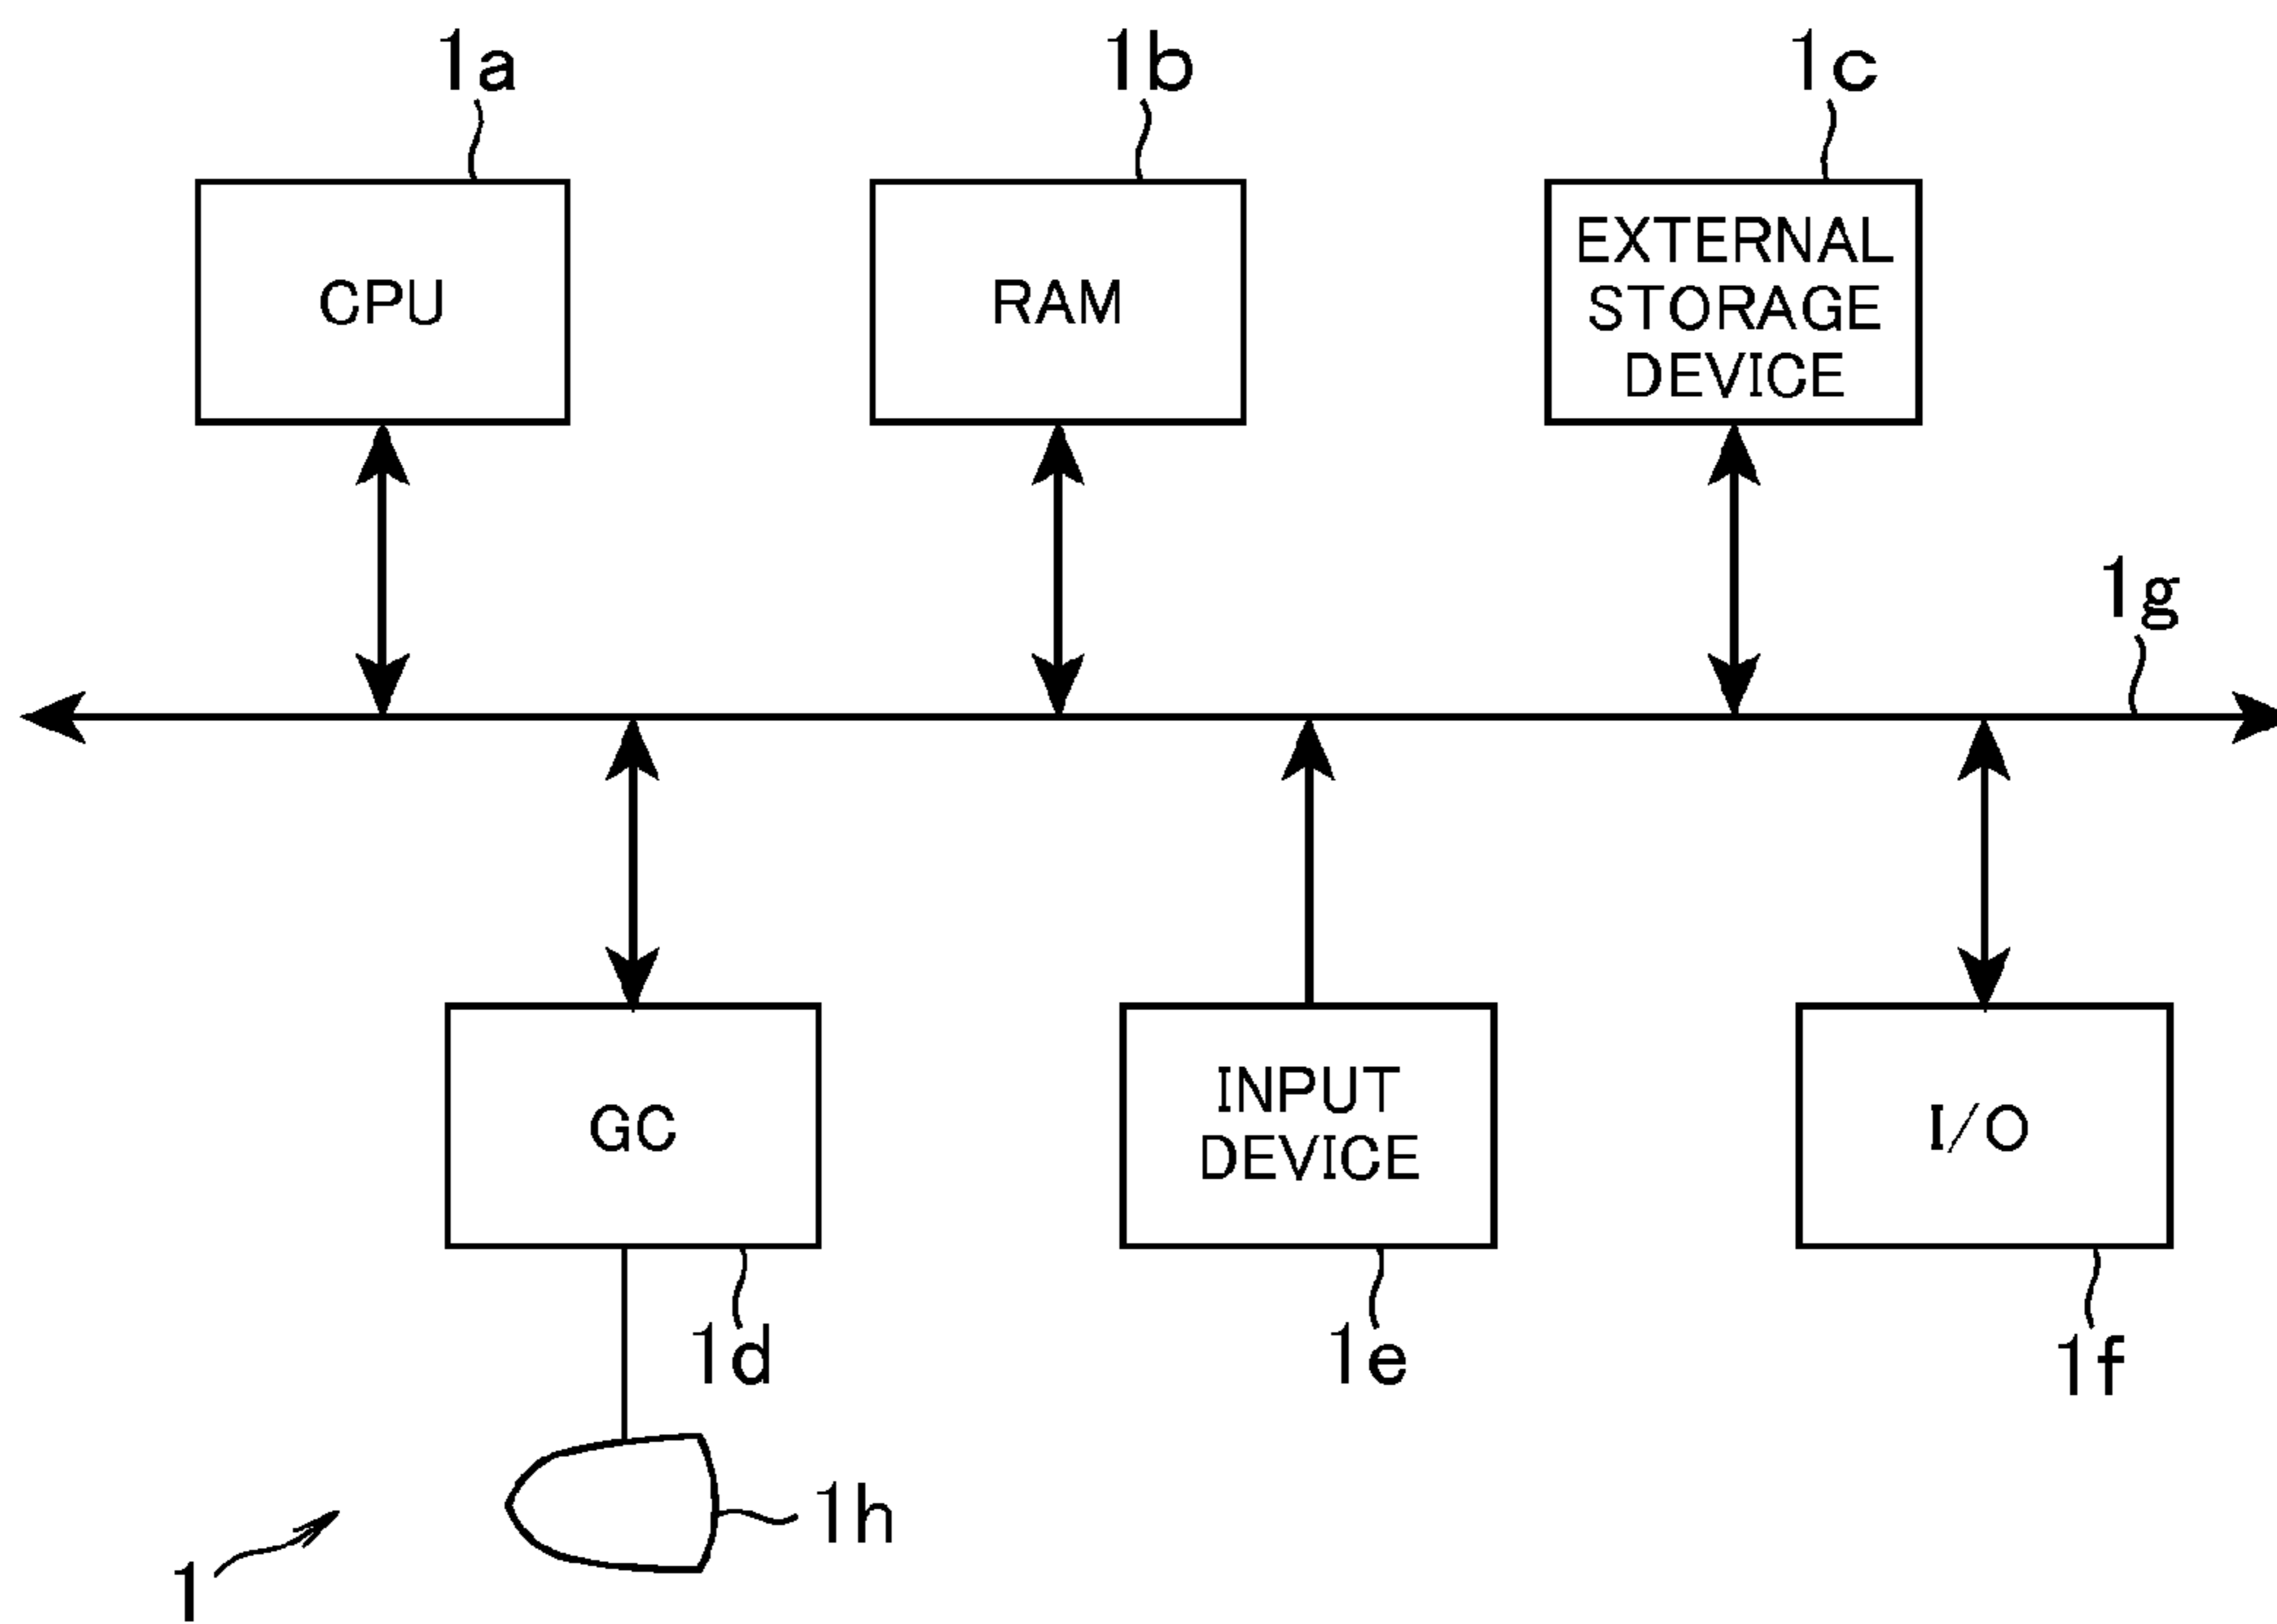 1a
1b
1c
CPU
RAM
EXTERNAL
STORAGE
DEVICE
1g
GC
INPUT
DEVICE
I/O
1d
1e
1f
1h
1